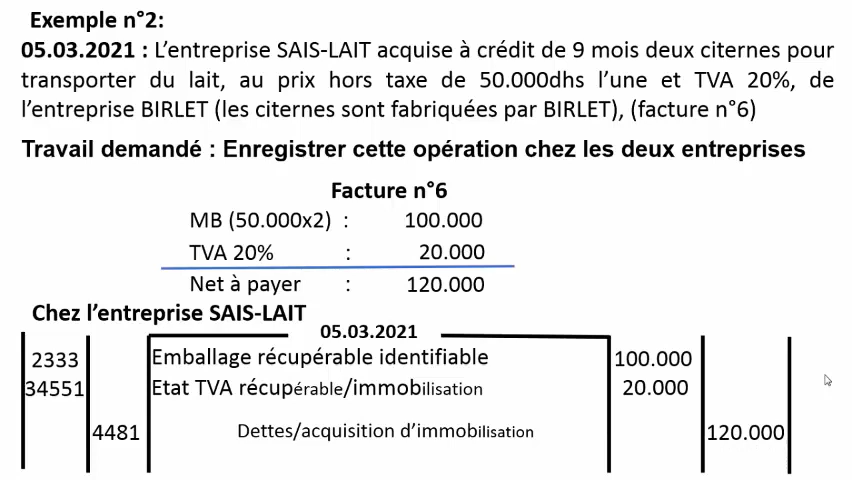 Exemple n°2:
05.03.2021 : L’entreprise SAIS-LAIT acquise à crédit de 9 mois deux citernes pour
transporter du lait, au prix hors taxe de 50.000dhs l’une et TVA 20%, de
l’entreprise BIRLET (les citernes sont fabriquées par BIRLET), (facture n°6)
Travail demandé : Enregistrer cette opération chez les deux entreprises
Facture n°6
MB (50.000x2) : 100.000
TVA 20% : 20.000
Net à payer : 120.000
Chez l’entreprise SAIS-LAIT
05.03.2021
2333 Emballage récupérable identifiable 100.000
34551 Etat TVA récupérable/immobilisation 20.000
4481 Dettes/acquisition d’immobilisation 120.000